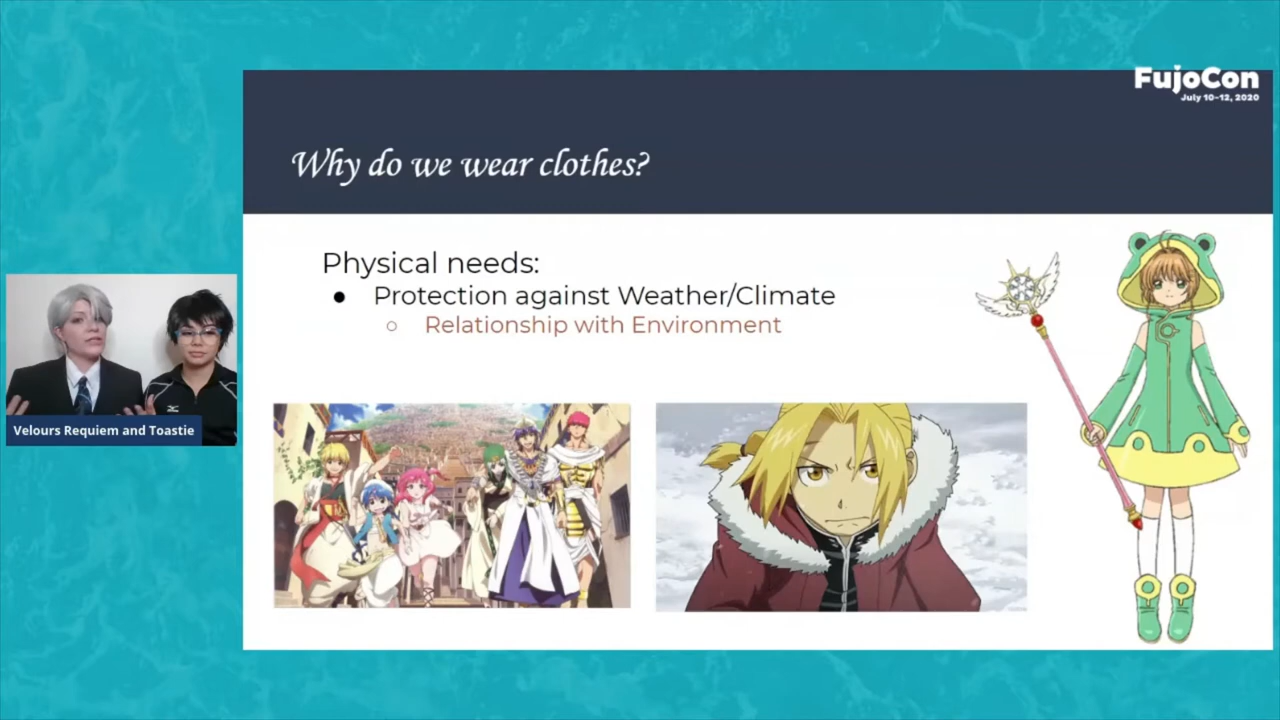 FujoCon
July 10-12, 2020
Why do we wear clothes?
Physical needs:
● Protection against Weather/Climate
○ Relationship with Environment
Velours Requiem and Toastie